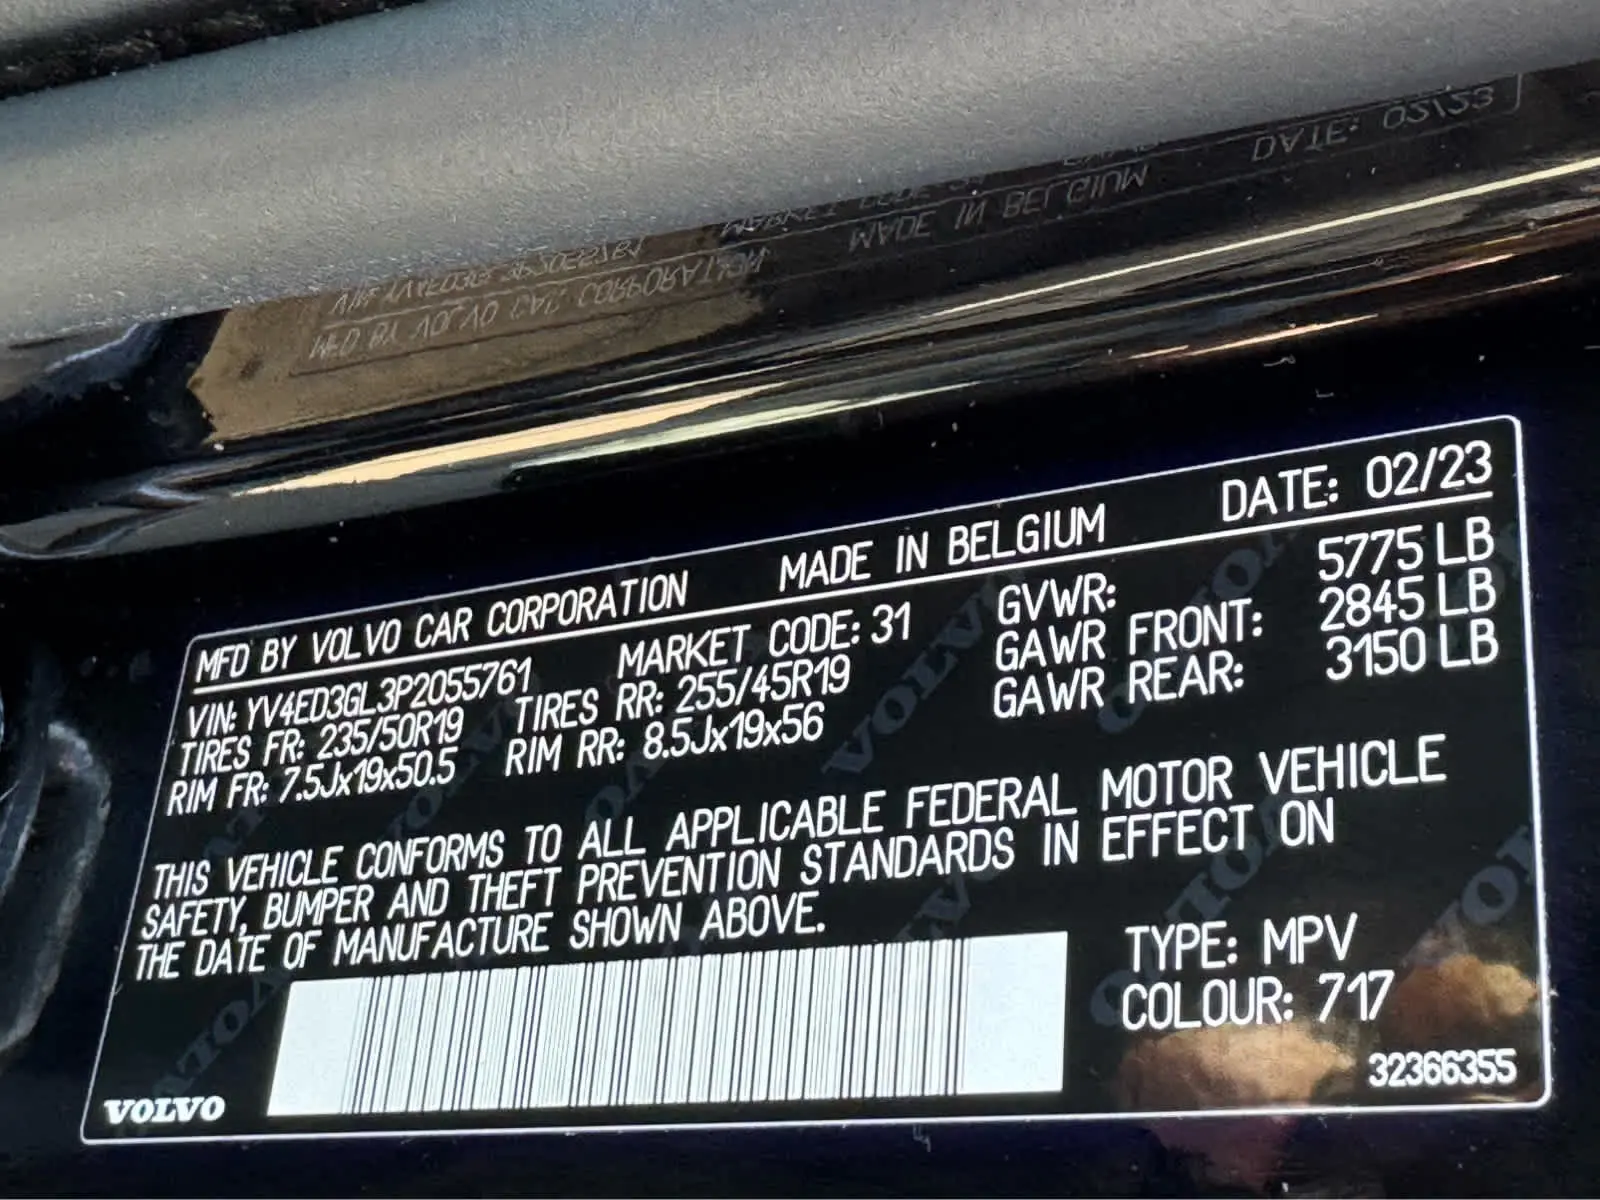 MFD BY VOLVO CAR CORPORATION MADE IN BELGIUM DATE: 02/23
VIN: YV4ED3GL3P2055761 MARKET CODE: 31 GVWR: 5775 LB
TIRES FR: 235/50R19 TIRES RR: 255/45R19 GAWR FRONT: 2845 LB
RIM FR: 7.5Jx19x50.5 RIM RR: 8.5Jx19x56 GAWR REAR: 3150 LB
THIS VEHICLE CONFORMS TO ALL APPLICABLE FEDERAL MOTOR VEHICLE
SAFETY, BUMPER AND THEFT PREVENTION STANDARDS IN EFFECT ON
THE DATE OF MANUFACTURE SHOWN ABOVE.
TYPE: MPV
COLOUR: 717
32366355
VOLVO